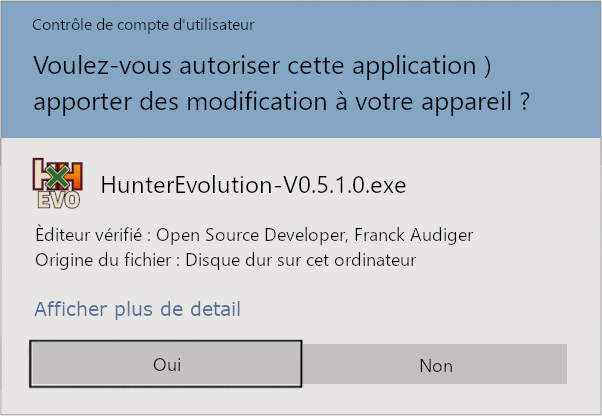 Contrôle de compte d'utilisateur
Voulez-vous autoriser cette application )
apporter des modification à votre appareil ?
HXH
EVO
HunterEvolution-V0.5.1.0.exe
Èditeur vérifié : Open Source Developer, Franck Audiger
Origine du fichier : Disque dur sur cet ordinateur
Afficher plus de detail
Oui
Non